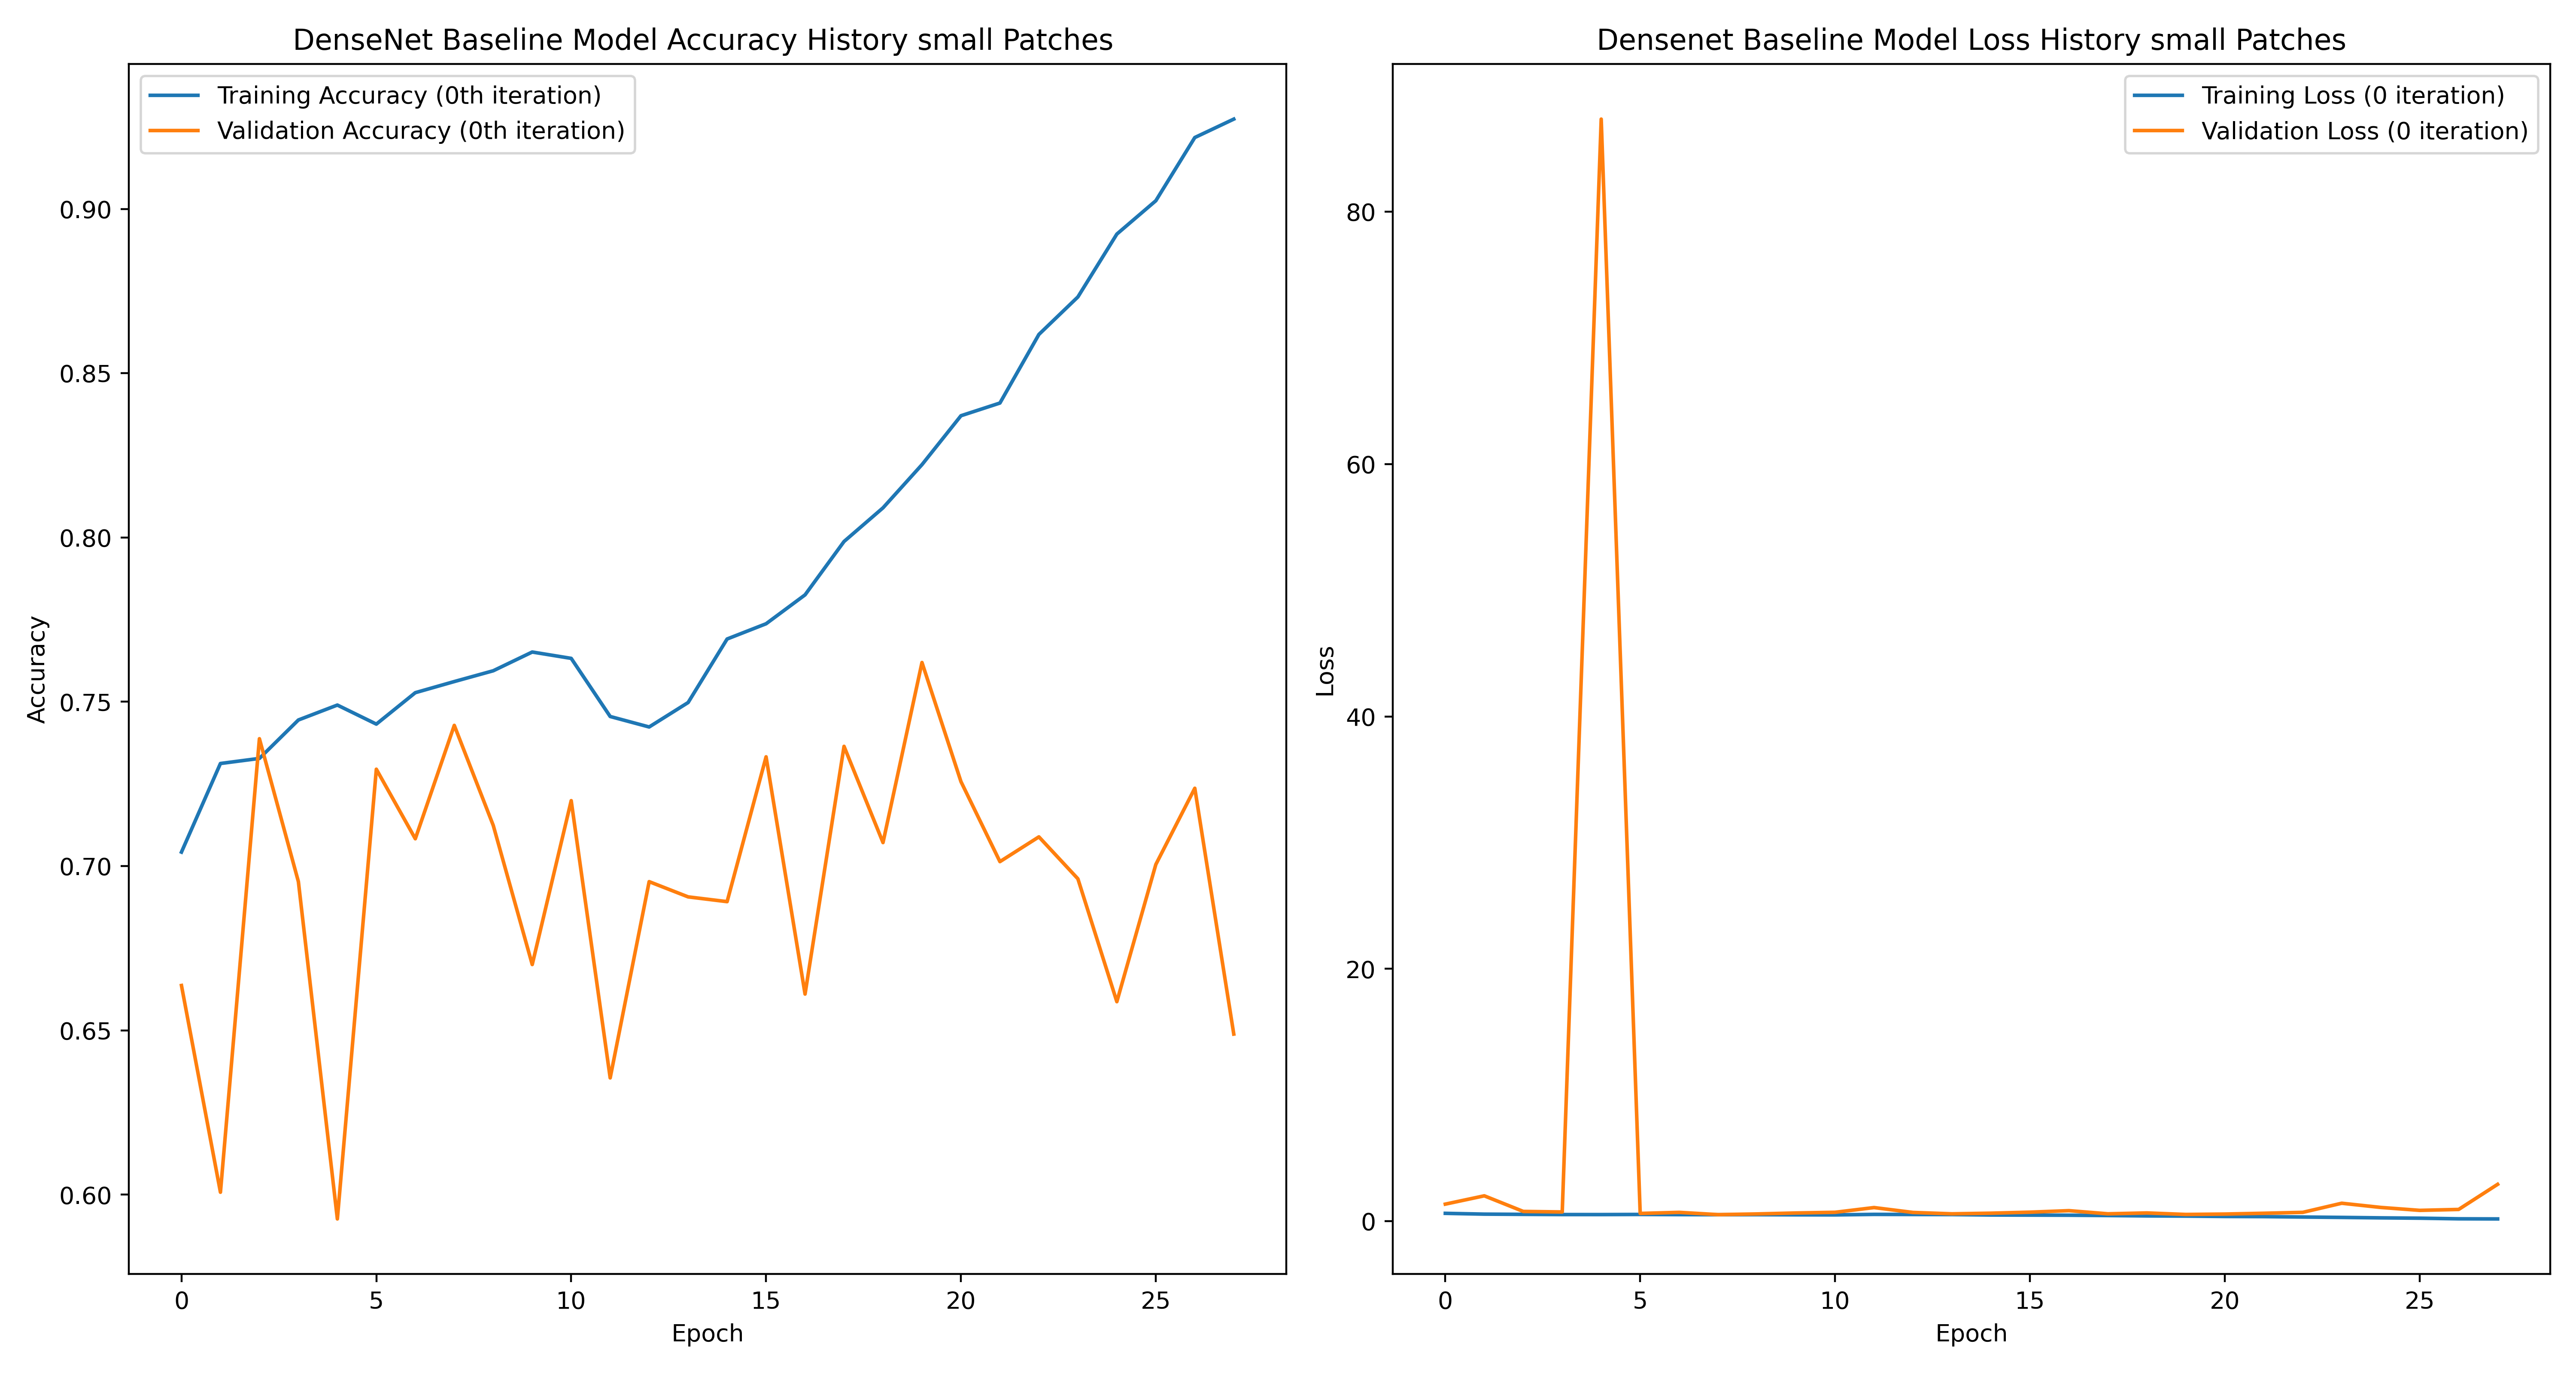 DenseNet Baseline Model Accuracy History small Patches
Training Accuracy (0th iteration)
Validation Accuracy (0th iteration)
Accuracy
0.90
0.85
0.80
0.75
0.70
0.65
0.60
0 5 10 15 20 25
Epoch
Densenet Baseline Model Loss History small Patches
Training Loss (0 iteration)
Validation Loss (0 iteration)
Loss
80
60
40
20
0
0 5 10 15 20 25
Epoch